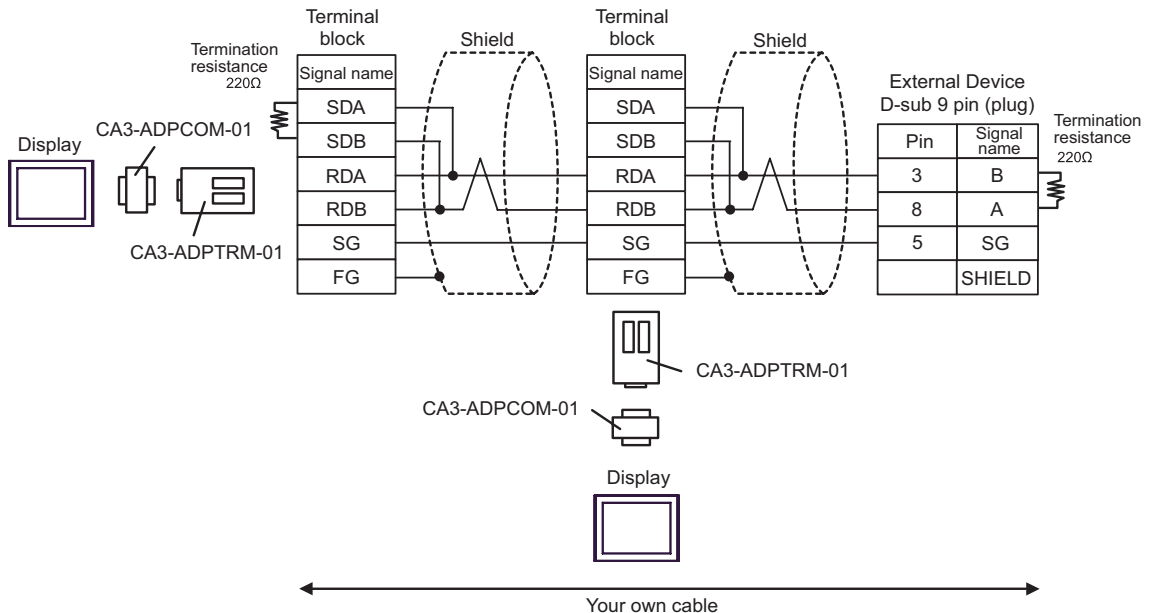 Terminal
block
Shield
Terminal
block
Shield
Termination
resistance
220Ω
External Device
D-sub 9 pin (plug)
Termination
resistance
220Ω
Display
CA3-ADPCOM-01
CA3-ADPTRM-01
Signal name
SDA
SDB
RDA
RDB
SG
FG
Signal name
SDA
SDB
RDA
RDB
SG
FG
Pin Signal name
3 B
8 A
5 SG
SHIELD
CA3-ADPTRM-01
CA3-ADPCOM-01
Display
Your own cable